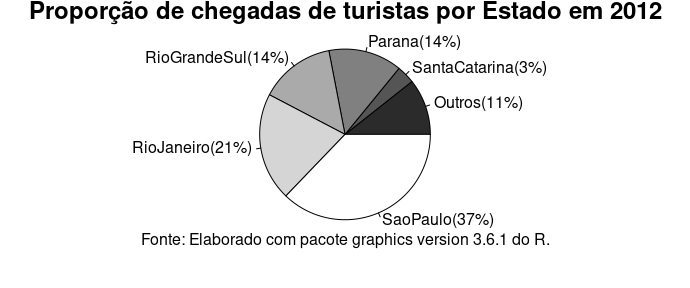 Proporção de chegadas de turistas por Estado em 2012
Parana(14%)
RioGrandeSul(14%)
SantaCatarina(3%)
Outros(11%)
RioJaneiro(21%)
SaoPaulo(37%)
Fonte: Elaborado com pacote graphics version 3.6.1 do R.